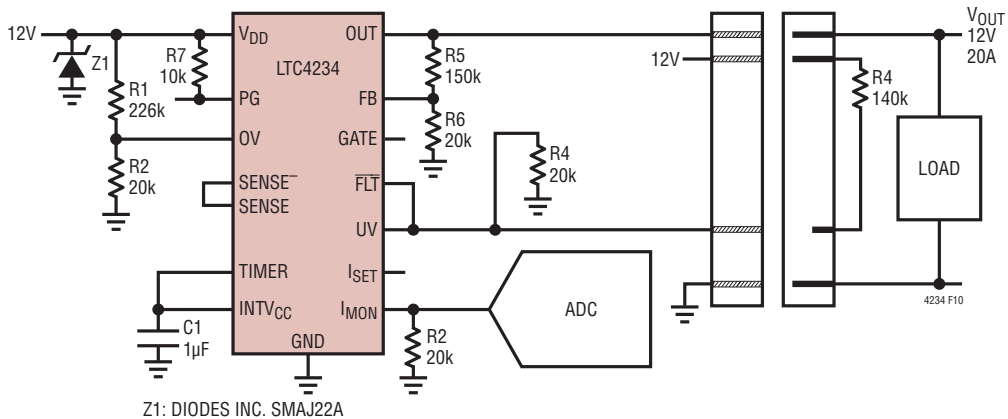 12V
Z1
R1
226k
R2
20k
R7
10k
VDD
PG
OV
SENSE–
SENSE
TIMER
INTVCC
C1
1µF
LTC4234
GND
OUT
FB
GATE
FLT
UV
ISET
IMON
R5
150k
R6
20k
R4
20k
R2
20k
ADC
12V
R4
140k
LOAD
VOUT
12V
20A
4234 F10
Z1: DIODES INC. SMAJ22A